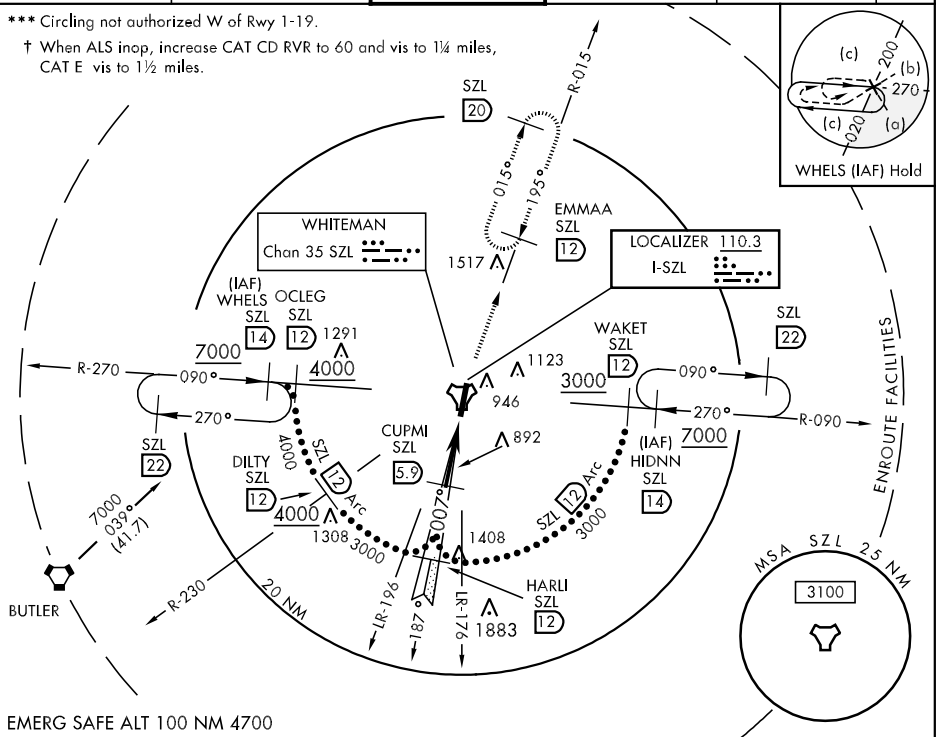 *** Circling not authorized W of Rwy 1-19.
† When ALS inop, increase CAT CD RVR to 60 and vis to 1¼ miles,
CAT E vis to 1½ miles.
(c)
200
(b)
270
(c)
020
(a)
WHELS (IAF) Hold
R-015
SZL
20
015°
195°
EMMAA
SZL
12
1517
WHITEMAN
Chan 35 SZL
LOCALIZER 110.3
I-SZL
(IAF)
WHELS
SZL
14
OCLEG
SZL
12
1291
7000
4000
R-270
090°
270°
SZL
22
WAKET
SZL
12
1123
946
3000
SZL
22
090°
270°
R-090
7000
(IAF)
HIDNN
SZL
14
ENROUTE FACILITIES
CUPMI
SZL
5.9
892
4000
SZL 12 Arc
DILTY
SZL
12
4000
1308
3000
007°
SZL 12 Arc
3000
1408
HARLI
SZL
12
1883
7000
039°
(41.7)
BUTLER
R-230
20 NM
LR-196
187°
LR-176
MSA SZL 25 NM
3100
EMERG SAFE ALT 100 NM 4700